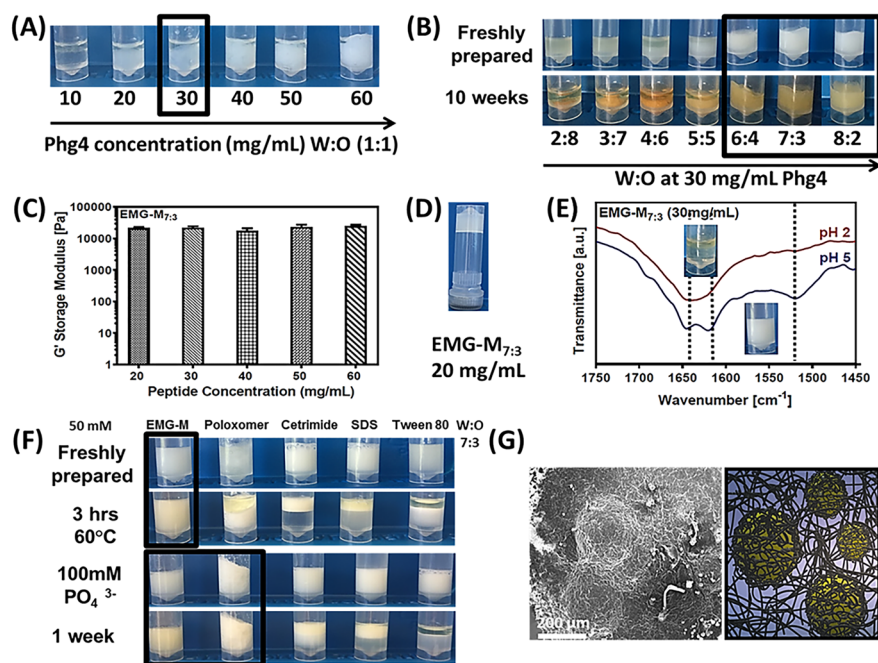 (A)
10 20 30 40 50 60
Phg4 concentration (mg/mL) W:O (1:1)
(B)
Freshly
prepared
10 weeks
2:8 3:7 4:6 5:5 6:4 7:3 8:2
W:O at 30 mg/mL Phg4
(C)
G' Storage Modulus [Pa]
100000
10000
1000
100
10
1
EMG-M7:3
20 30 40 50 60
Peptide Concentration (mg/mL)
(D)
EMG-M7:3
20 mg/mL
(E)
Transmittance [a.u.]
EMG-M7:3 (30mg/mL)
pH 2
pH 5
1750 1700 1650 1600 1550 1500 1450
Wavenumber [cm-1]
(F)
50 mM EMG-M Poloxomer Cetrimide SDS Tween 80 W:O
7:3
Freshly
prepared
3 hrs
60°C
100mM
PO4 3-
1 week
(G)
200 µm